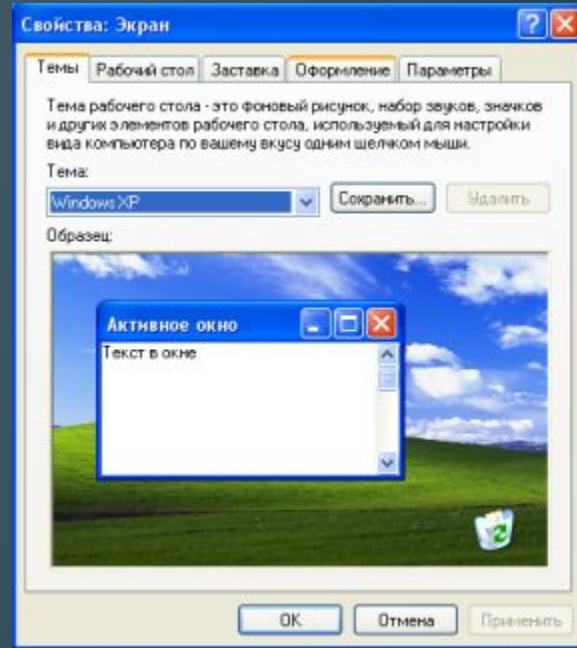 Свойства: Экран
Темы Рабочий стол Заставка Оформление Параметры
Тема рабочего стола - это фоновый рисунок, набор звуков, значков
и других элементов рабочего стола, используемый для настройки
вида компьютера по вашему вкусу одним щелчком мыши.
Тема:
Windows XP Сохранить... Удалить
Образец:
Активное окно
Текст в окне
OK Отмена Применить